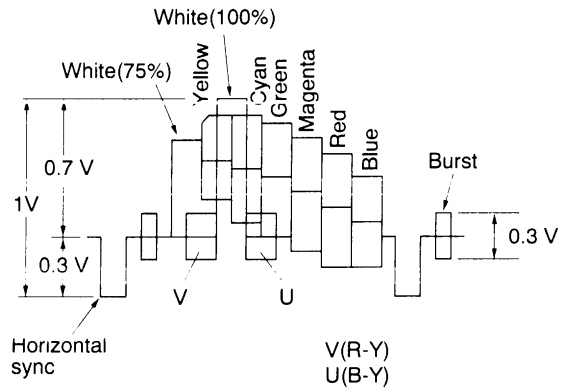 White(100%)
White(75%)
Yellow
Cyan
Green
Magenta
Red
Blue
Burst
0.7 V
1V
0.3 V
0.3 V
V
U
Horizontal
sync
V(R-Y)
U(B-Y)